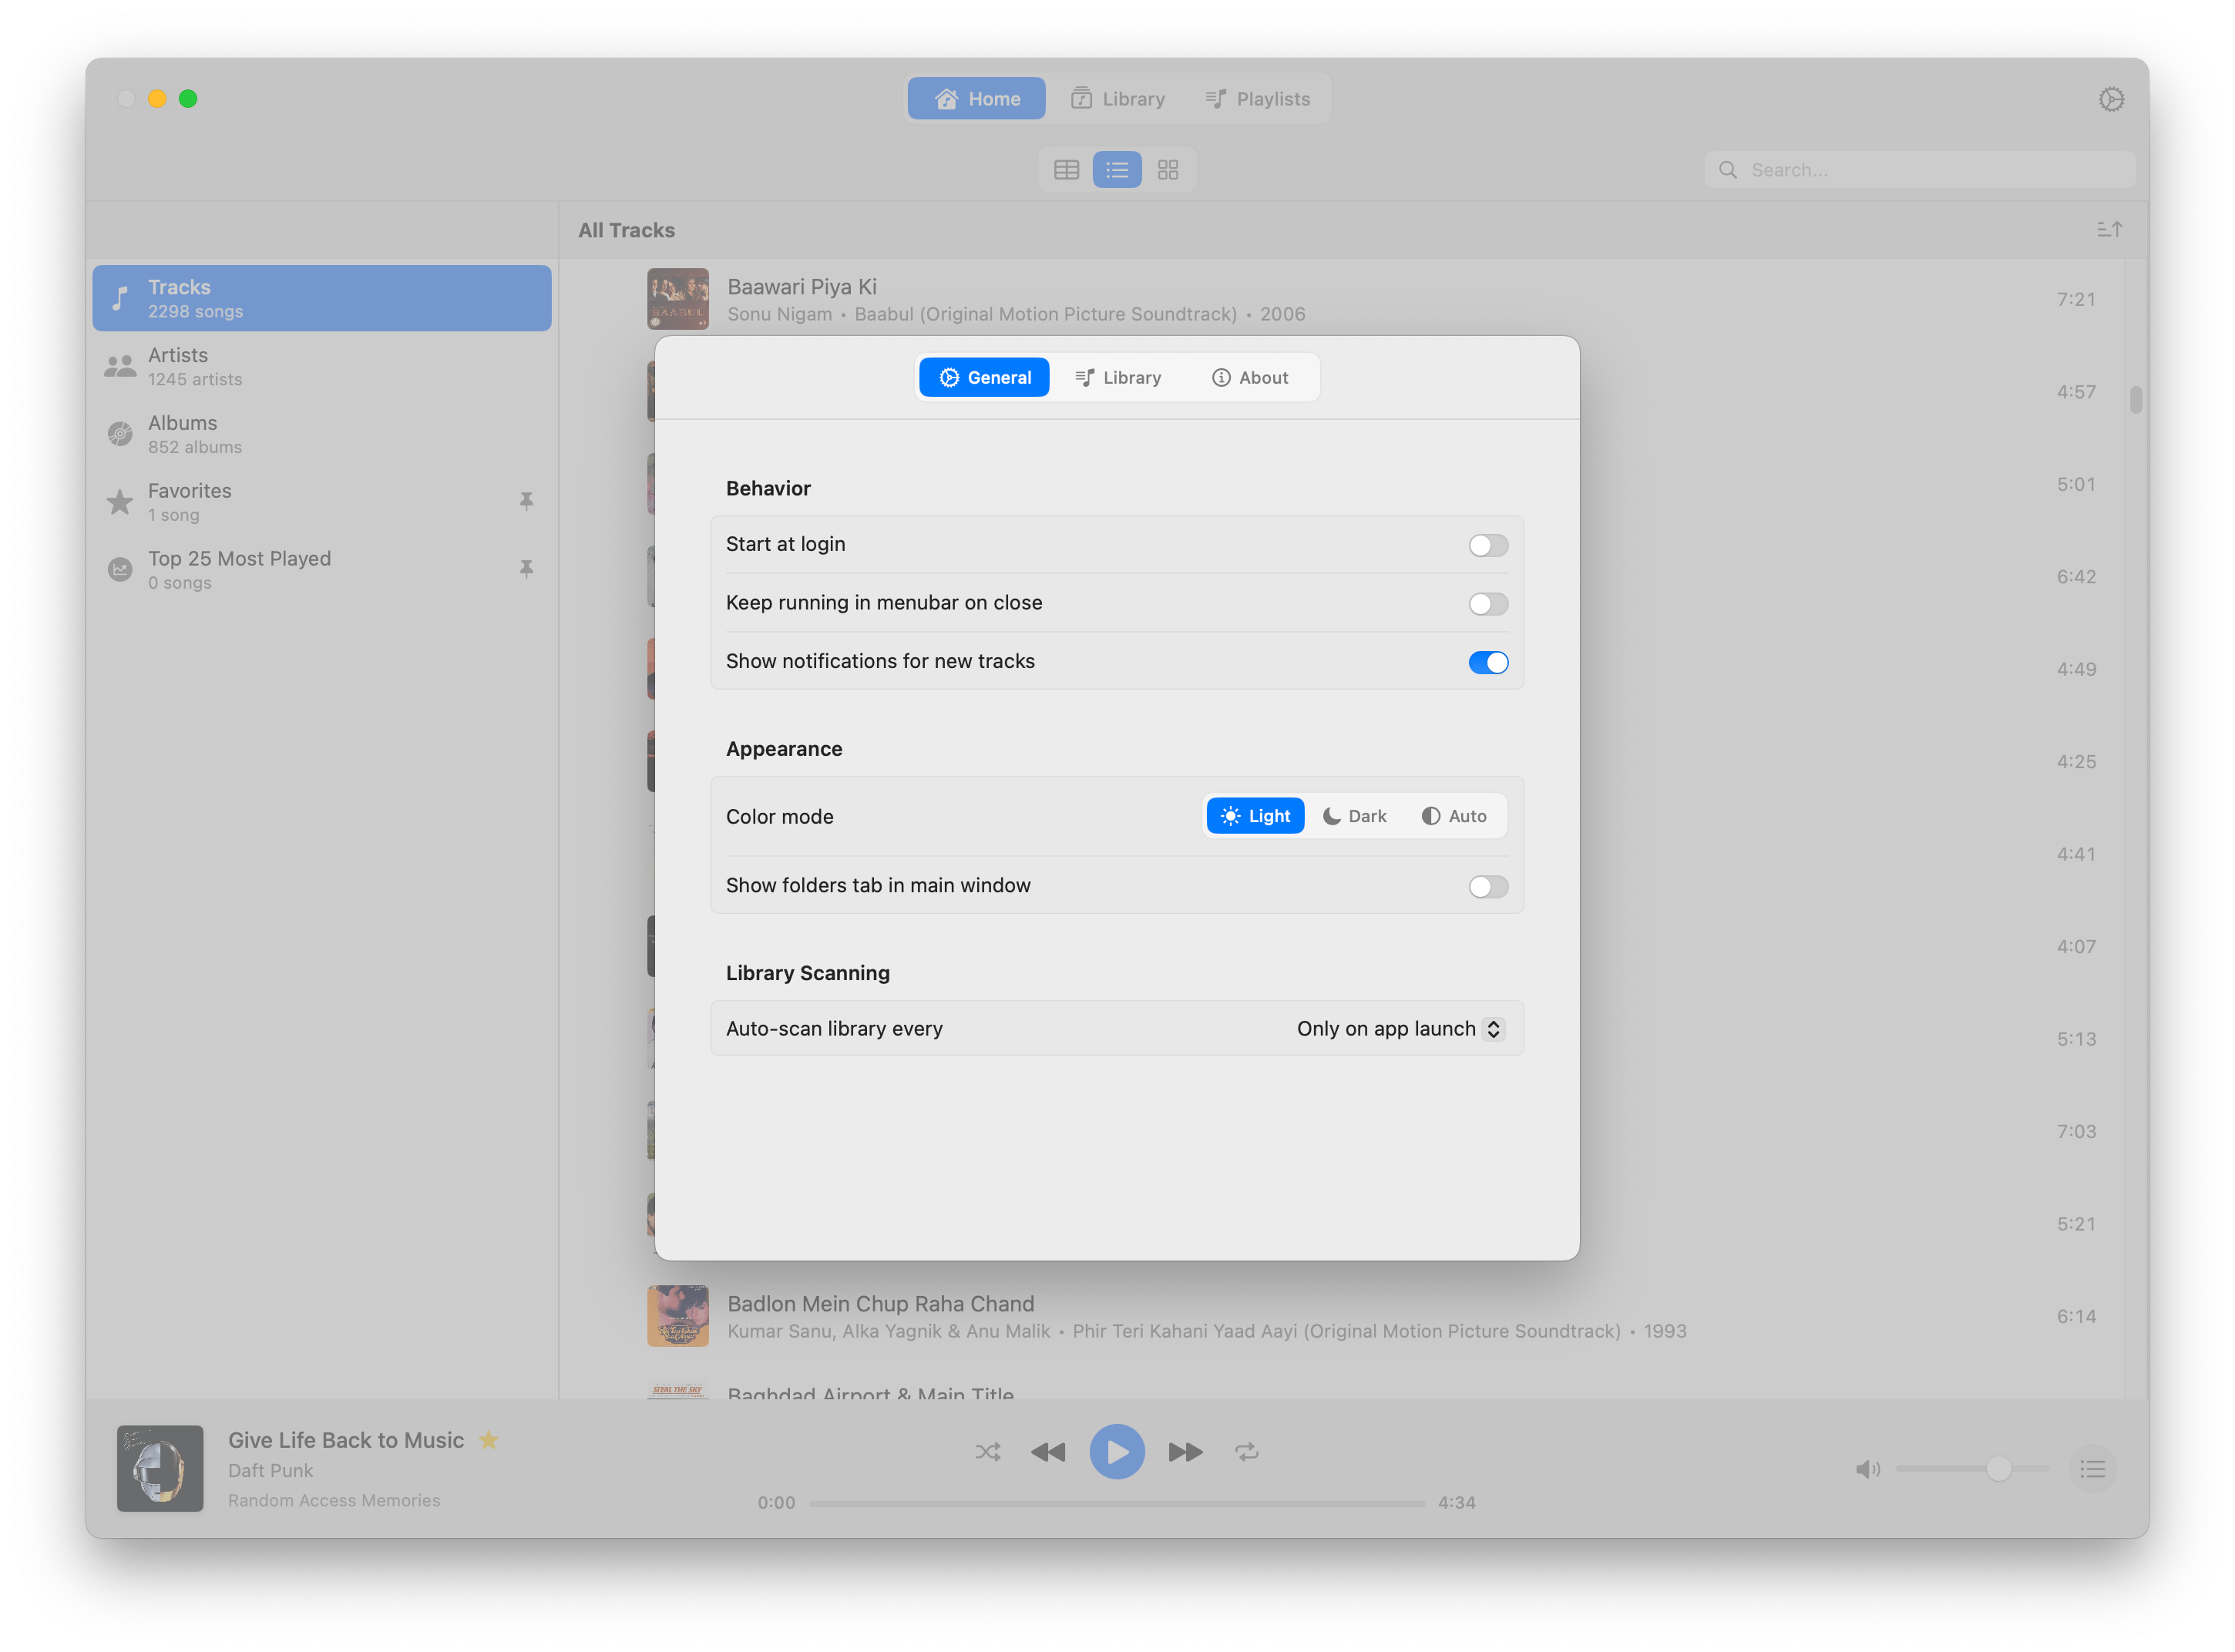 Home
Library
Playlists
Search...
All Tracks
Tracks
2298 songs
Artists
1245 artists
Albums
852 albums
Favorites
1 song
Top 25 Most Played
0 songs
Baawari Piya Ki
Sonu Nigam • Baabul (Original Motion Picture Soundtrack) • 2006
7:21
4:57
5:01
6:42
4:49
4:25
4:41
4:07
5:13
7:03
5:21
General
Library
About
Behavior
Start at login
Keep running in menubar on close
Show notifications for new tracks
Appearance
Color mode
Light
Dark
Auto
Show folders tab in main window
Library Scanning
Auto-scan library every
Only on app launch
Badlon Mein Chup Raha Chand
Kumar Sanu, Alka Yagnik & Anu Malik • Phir Teri Kahani Yaad Aayi (Original Motion Picture Soundtrack) • 1993
6:14
STEAL THE SKY
Baghdad Airport & Main Title
Give Life Back to Music
Daft Punk
Random Access Memories
0:00
4:34
BAABUL